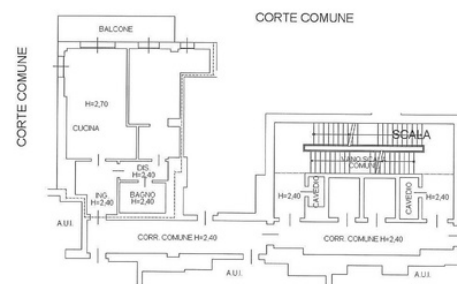 CORTE COMUNE
BALCONE
CORTE COMUNE
H=2,70
CUCINA
SCALA
VANO SCALA
COMUNE
DIS.
H=2,40
ING
H=2,40
BAGNO
H=2,40
H=2,40
CAVEDIO
CAVEDIO
H=2,40
A.U.I.
CORR. COMUNE H=2.40
CORR. COMUNE H=2,40
A.U.I.
A.U.I.